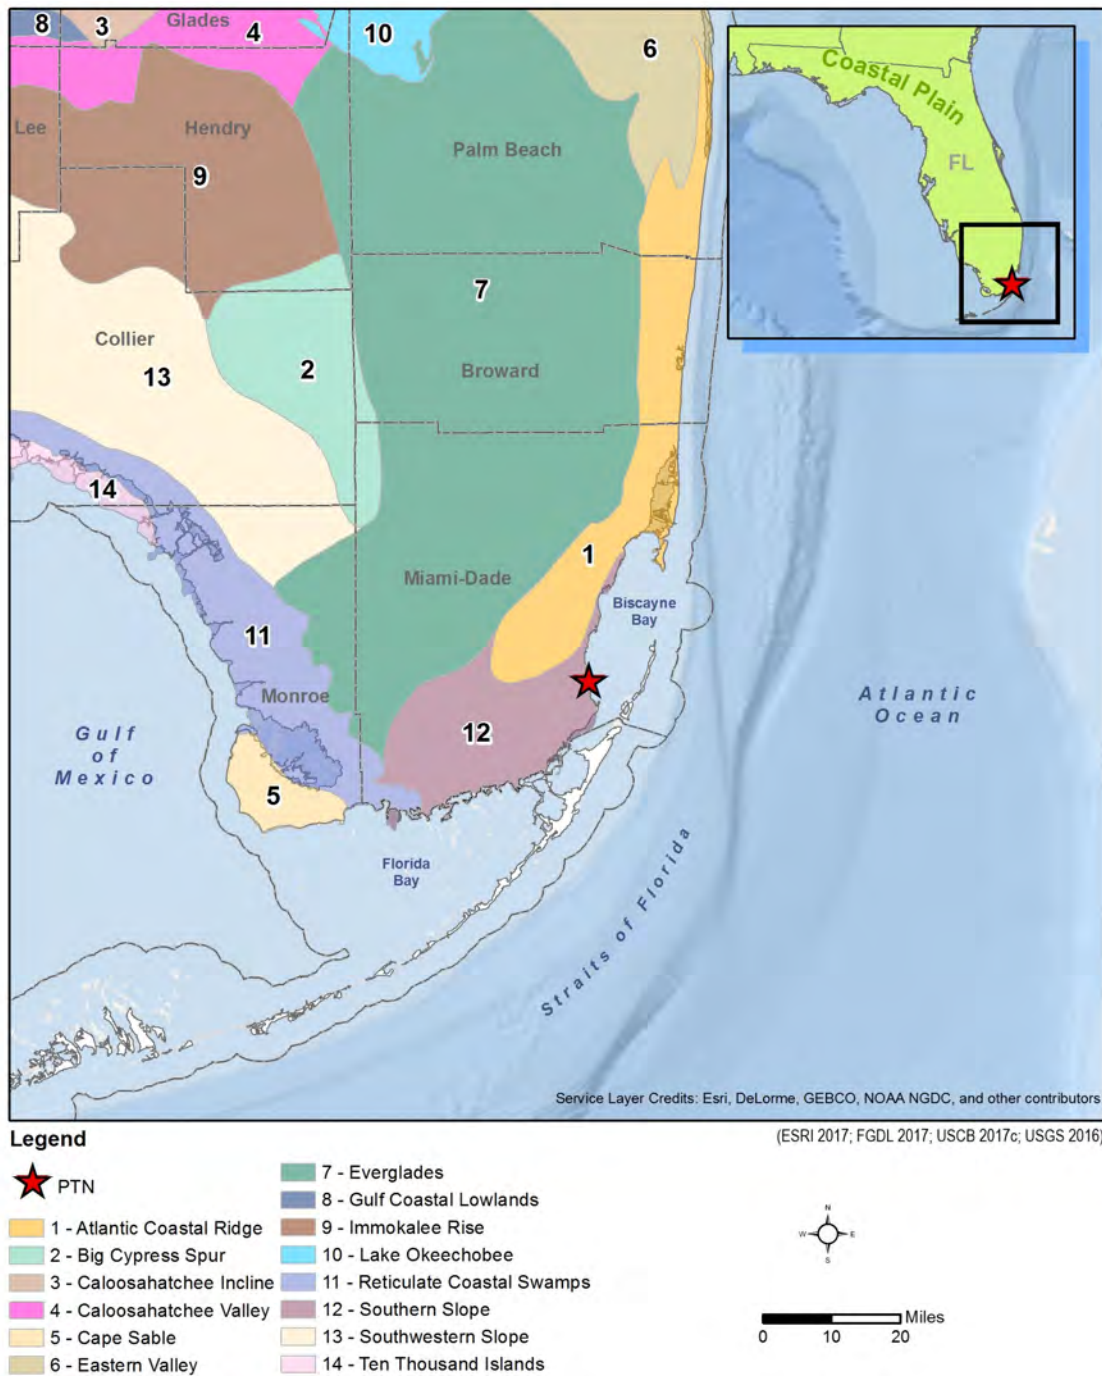 8
3
Glades
4
10
6
Coastal Plain
FL
Lee
Hendry
9
Palm Beach
7
Collier
13
2
Broward
14
1
Miami-Dade
Biscayne
Bay
11
Monroe
12
Atlantic
Ocean
Gulf
of
Mexico
5
Florida
Bay
Straits of Florida
Service Layer Credits: Esri, DeLorme, GEBCO, NOAA NGDC, and other contributors
Legend
(ESRI 2017; FGDL 2017; USCB 2017c; USGS 2016)
PTN
1 - Atlantic Coastal Ridge
2 - Big Cypress Spur
3 - Caloosahatchee Incline
4 - Caloosahatchee Valley
5 - Cape Sable
6 - Eastern Valley
7 - Everglades
8 - Gulf Coastal Lowlands
9 - Immokalee Rise
10 - Lake Okeechobee
11 - Reticulate Coastal Swamps
12 - Southern Slope
13 - Southwestern Slope
14 - Ten Thousand Islands
N
W E
S
Miles
0 10 20